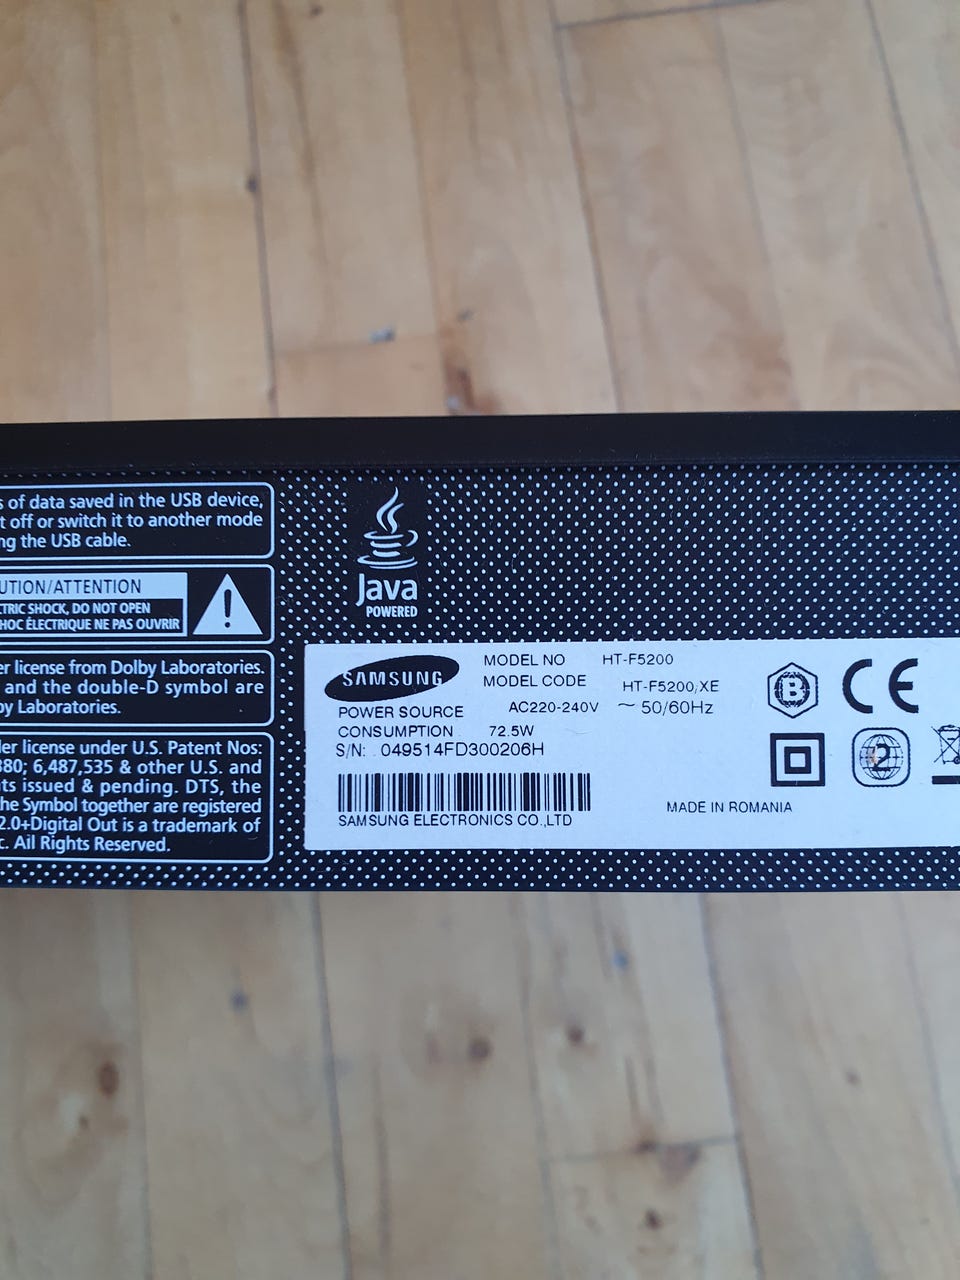 s of data saved in the USB device,
t off or switch it to another mode
ng the USB cable.
UTION/ATTENTION
CTRIC SHOCK, DO NOT OPEN
HOC ÉLECTRIQUE NE PAS OUVRIR
er license from Dolby Laboratories.
and the double-D symbol are
by Laboratories.
der license under U.S. Patent Nos:
380; 6,487,535 & other U.S. and
nts issued & pending. DTS, the
the Symbol together are registered
2.0+Digital Out is a trademark of
c. All Rights Reserved.
Java
POWERED
SAMSUNG
MODEL NO HT-F5200
MODEL CODE HT-F5200/XE
POWER SOURCE AC220-240V ~ 50/60Hz
CONSUMPTION 72.5W
S/N: 049514FD300206H
SAMSUNG ELECTRONICS CO.,LTD
MADE IN ROMANIA
B
CE
2